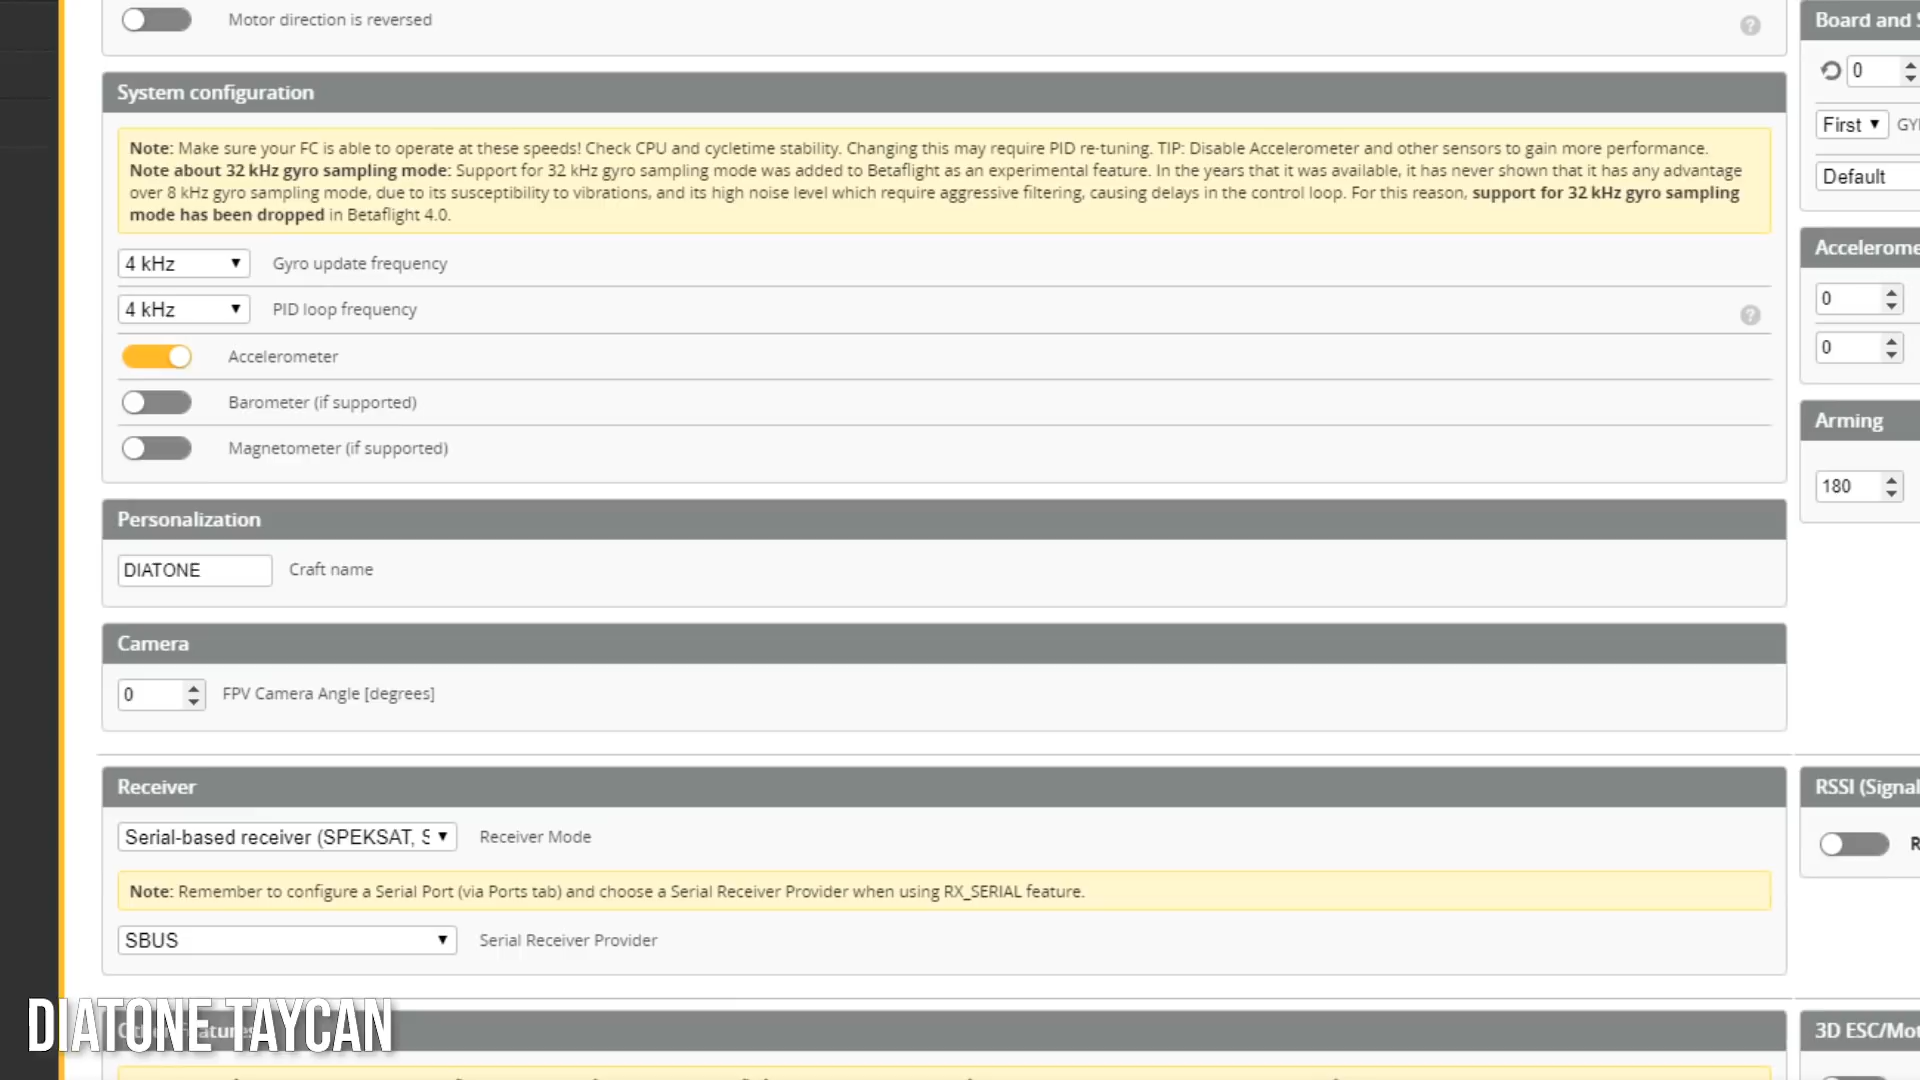 Motor direction is reversed
Board and
0
System configuration
First
Note: Make sure your FC is able to operate at these speeds! Check CPU and cycletime stability. Changing this may require PID re-tuning. TIP: Disable Accelerometer and other sensors to gain more performance.
Note about 32 kHz gyro sampling mode: Support for 32 kHz gyro sampling mode was added to Betaflight as an experimental feature. In the years that it was available, it has never shown that it has any advantage
over 8 kHz gyro sampling mode, due to its susceptibility to vibrations, and its high noise level which require aggressive filtering, causing delays in the control loop. For this reason, support for 32 kHz gyro sampling
mode has been dropped in Betaflight 4.0.
Default
4 kHz Gyro update frequency
4 kHz PID loop frequency
Accelerometer
Barometer (if supported)
Magnetometer (if supported)
Accelerome
0
0
Arming
180
Personalization
DIATONE Craft name
Camera
0 FPV Camera Angle [degrees]
Receiver
Serial-based receiver (SPEKSAT, S Receiver Mode
Note: Remember to configure a Serial Port (via Ports tab) and choose a Serial Receiver Provider when using RX_SERIAL feature.
SBUS Serial Receiver Provider
RSSI (Signal
R
DIATONE TAYCAN
3D ESC/Mot